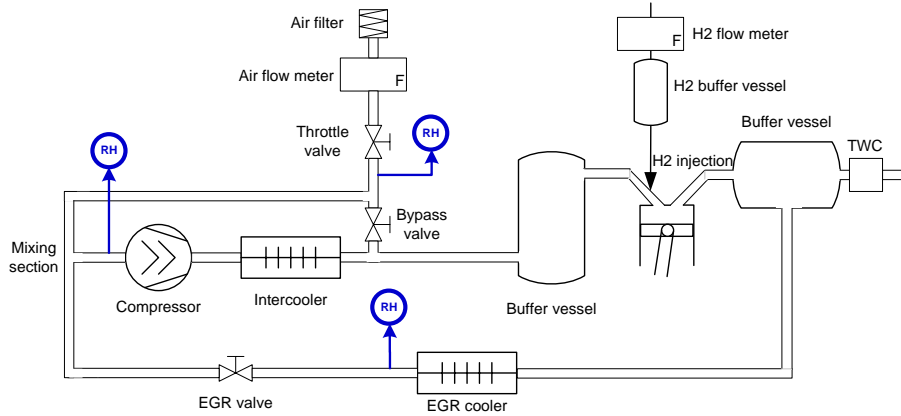 Air filter
H2 flow meter
F
Air flow meter
F
H2 buffer vessel
Buffer vessel
Throttle
valve
RH
RH
TWC
H2 injection
Bypass
valve
Mixing
section
Compressor
Intercooler
Buffer vessel
RH
EGR valve
EGR cooler